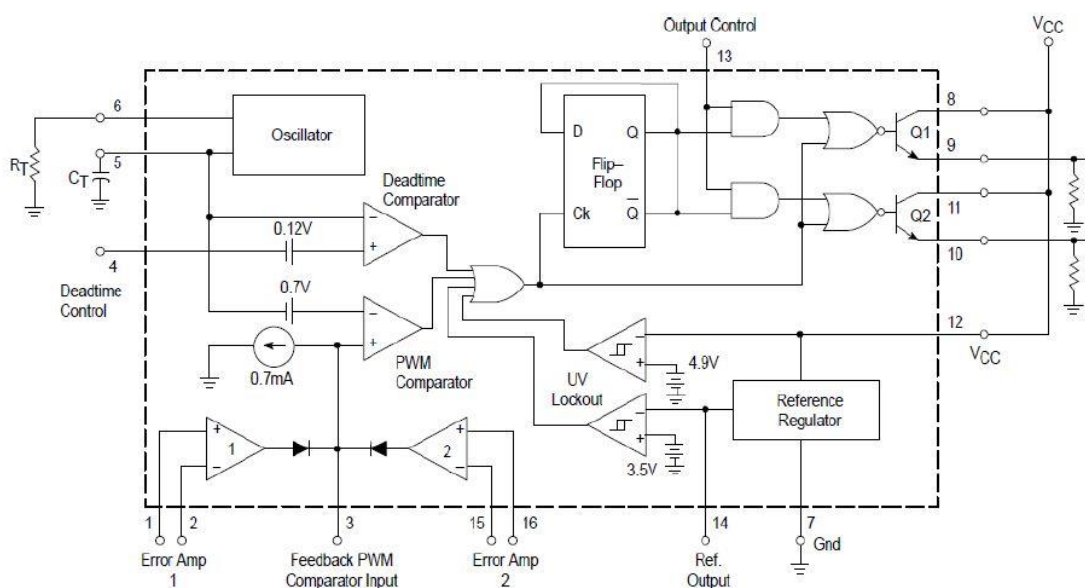 Output Control
VCC
13
6
8
Oscillator
D
Q
Q1
5
9
RT
CT
Flip–
Flop
Deadtime
Comparator
Q2
11
0.12V
Ck
Q
–
+
4
10
Deadtime
Control
0.7V
–
+
12
VCC
–
+
4.9V
0.7mA
PWM
Comparator
UV
Lockout
Reference
Regulator
–
+
+
1
–
+
2
–
3.5V
1
2
3
15
16
14
7
Gnd
Error Amp
1
Feedback PWM
Comparator Input
Error Amp
2
Ref.
Output